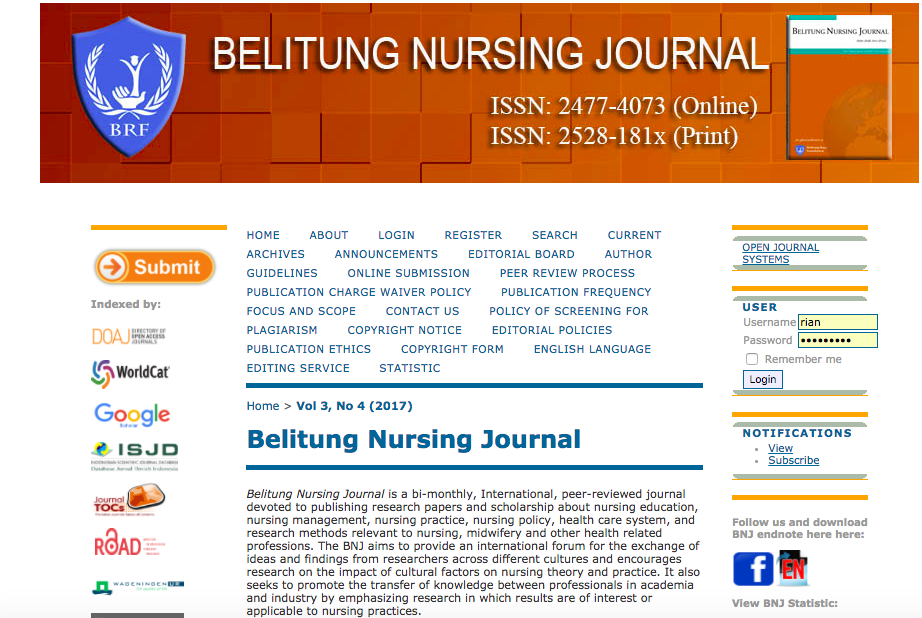 BELITUNG NURSING JOURNAL
ISSN: 2477-4073 (Online)
ISSN: 2528-181x (Print)
BRF
BELITUNG NURSING JOURNAL
Submit
Indexed by:
DOAJ DIRECTORY OF OPEN ACCESS JOURNALS
WorldCat
Google
ISJD
Journal
TOCs
ROAD
WAGENINGEN UR
HOME ABOUT LOGIN REGISTER SEARCH CURRENT
ARCHIVES ANNOUNCEMENTS EDITORIAL BOARD AUTHOR
GUIDELINES ONLINE SUBMISSION PEER REVIEW PROCESS
PUBLICATION CHARGE WAIVER POLICY PUBLICATION FREQUENCY
FOCUS AND SCOPE CONTACT US POLICY OF SCREENING FOR
PLAGIARISM COPYRIGHT NOTICE EDITORIAL POLICIES
PUBLICATION ETHICS COPYRIGHT FORM ENGLISH LANGUAGE
EDITING SERVICE STATISTIC
Home > Vol 3, No 4 (2017)
Belitung Nursing Journal
Belitung Nursing Journal is a bi-monthly, International, peer-reviewed journal
devoted to publishing research papers and scholarship about nursing education,
nursing management, nursing practice, nursing policy, health care system, and
research methods relevant to nursing, midwifery and other health related
professions. The BNJ aims to provide an international forum for the exchange of
ideas and findings from researchers across different cultures and encourages
research on the impact of cultural factors on nursing theory and practice. It also
seeks to promote the transfer of knowledge between professionals in academia
and industry by emphasizing research in which results are of interest or
applicable to nursing practices.
OPEN JOURNAL
SYSTEMS
USER
Username rian
Password •••••••••
Remember me
Login
NOTIFICATIONS
View
Subscribe
Follow us and download
BNJ endnote here here:
f
EN
View BNJ Statistic: